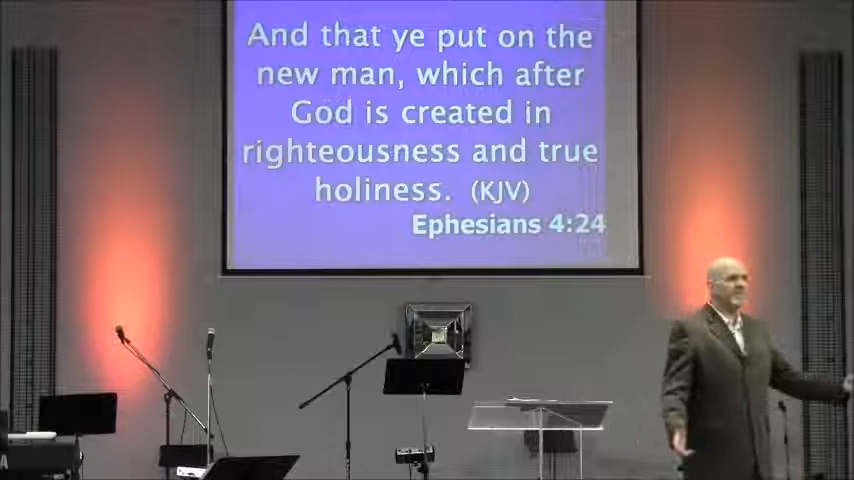 And that ye put on the
new man, which after
God is created in
righteousness and true
holiness. (KJV)
Ephesians 4:24